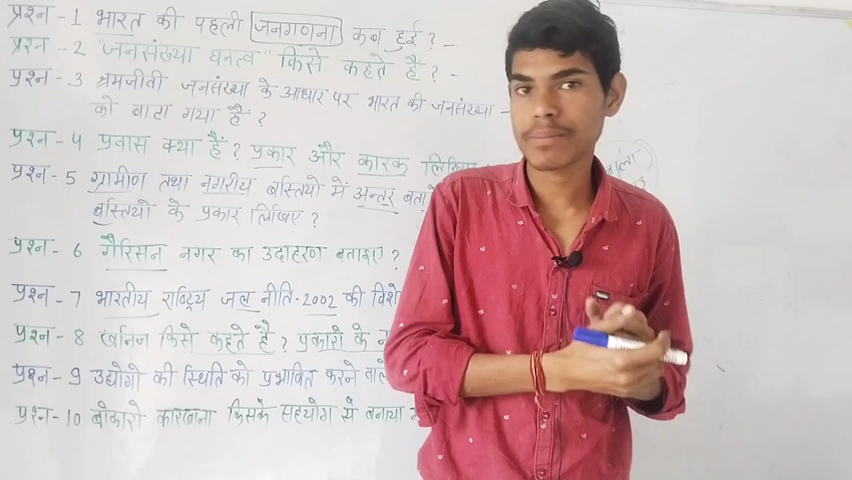 प्रश्न - 1 भारत की पहली जनगणना कब हुई ? -
प्रश्न - 2 "जनसंख्या घनत्व" किसे कहते हैं ? -
प्रश्न - 3 श्रमजीवी जनसंख्या के आधार पर भारत की जनसंख्या -
को बाटा गया हैं ?
प्रश्न - 4 प्रवास क्या हैं ? प्रकार और कारक लिखिए
प्रश्न - 5 ग्रामीण तथा नगरीय बस्तियो में अन्तर
बस्तियो के प्रकार लिखिए ?
प्रश्न - 6 गैरिसन नगर का उदाहरण बताइए ?
प्रश्न - 7 भारतीय राष्ट्रिय जल नीति-2002 की
प्रश्न - 8 खनिज किसे कहते है ? प्रकारो के
प्रश्न - 9 उद्योगो की स्थिति को प्रभावित करने वाले
प्रश्न - 10 बोकारो कारखाना किसके सहयोग से बनाया